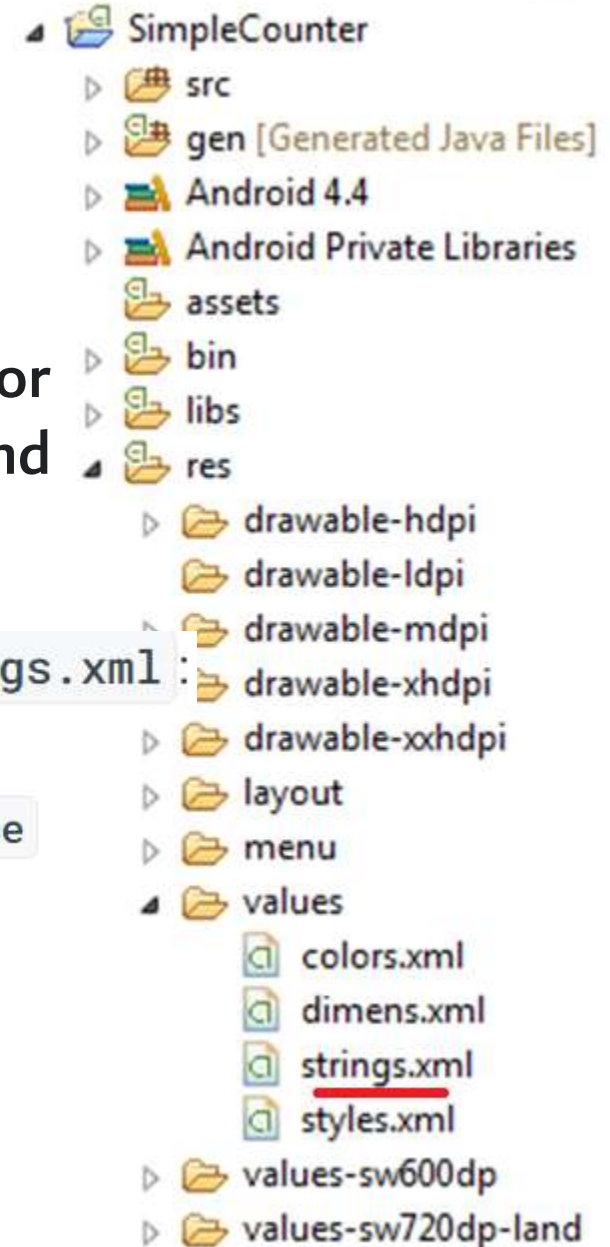 SimpleCounter
src
gen [Generated Java Files]
Android 4.4
Android Private Libraries
assets
bin
or
libs
nd
res
drawable-hdpi
drawable-ldpi
drawable-mdpi
gs.xml:
drawable-xhdpi
drawable-xxhdpi
layout
e
menu
values
colors.xml
dimens.xml
strings.xml
styles.xml
values-sw600dp
values-sw720dp-land